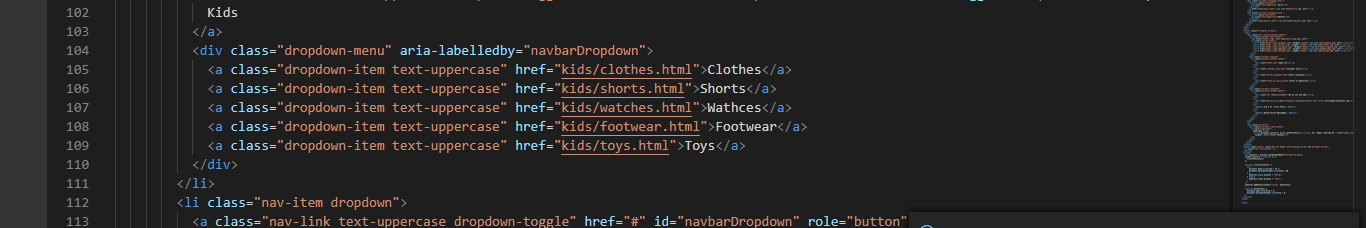 102 Kids
103 </a>
104 <div class="dropdown-menu" aria-labelledby="navbarDropdown">
105 <a class="dropdown-item text-uppercase" href="kids/clothes.html">Clothes</a>
106 <a class="dropdown-item text-uppercase" href="kids/shorts.html">Shorts</a>
107 <a class="dropdown-item text-uppercase" href="kids/watches.html">Wathces</a>
108 <a class="dropdown-item text-uppercase" href="kids/footwear.html">Footwear</a>
109 <a class="dropdown-item text-uppercase" href="kids/toys.html">Toys</a>
110 </div>
111 </li>
112 <li class="nav-item dropdown">
113 <a class="nav-link text-uppercase dropdown-toggle" href="#" id="navbarDropdown" role="button"